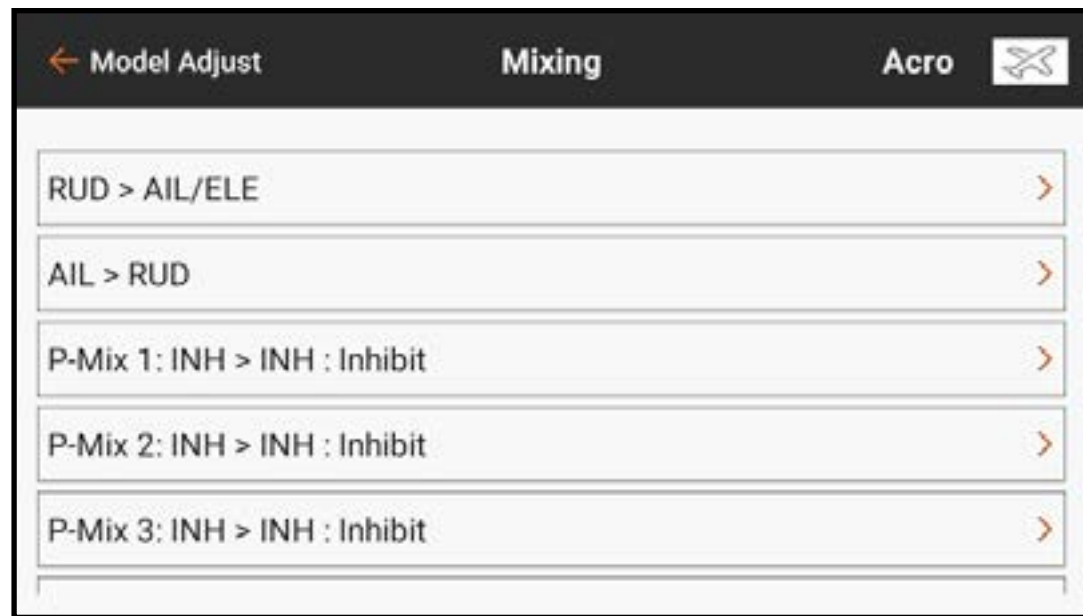 Model Adjust Mixing Acro
RUD > AIL/ELE
AIL > RUD
P-Mix 1: INH > INH : Inhibit
P-Mix 2: INH > INH : Inhibit
P-Mix 3: INH > INH : Inhibit